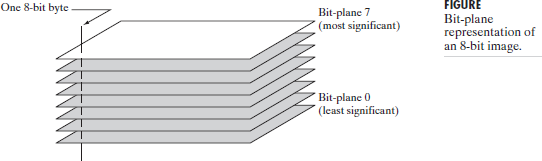 One 8-bit byte
Bit-plane 7
(most significant)
Bit-plane 0
(least significant)
FIGURE
Bit-plane
representation of
an 8-bit image.